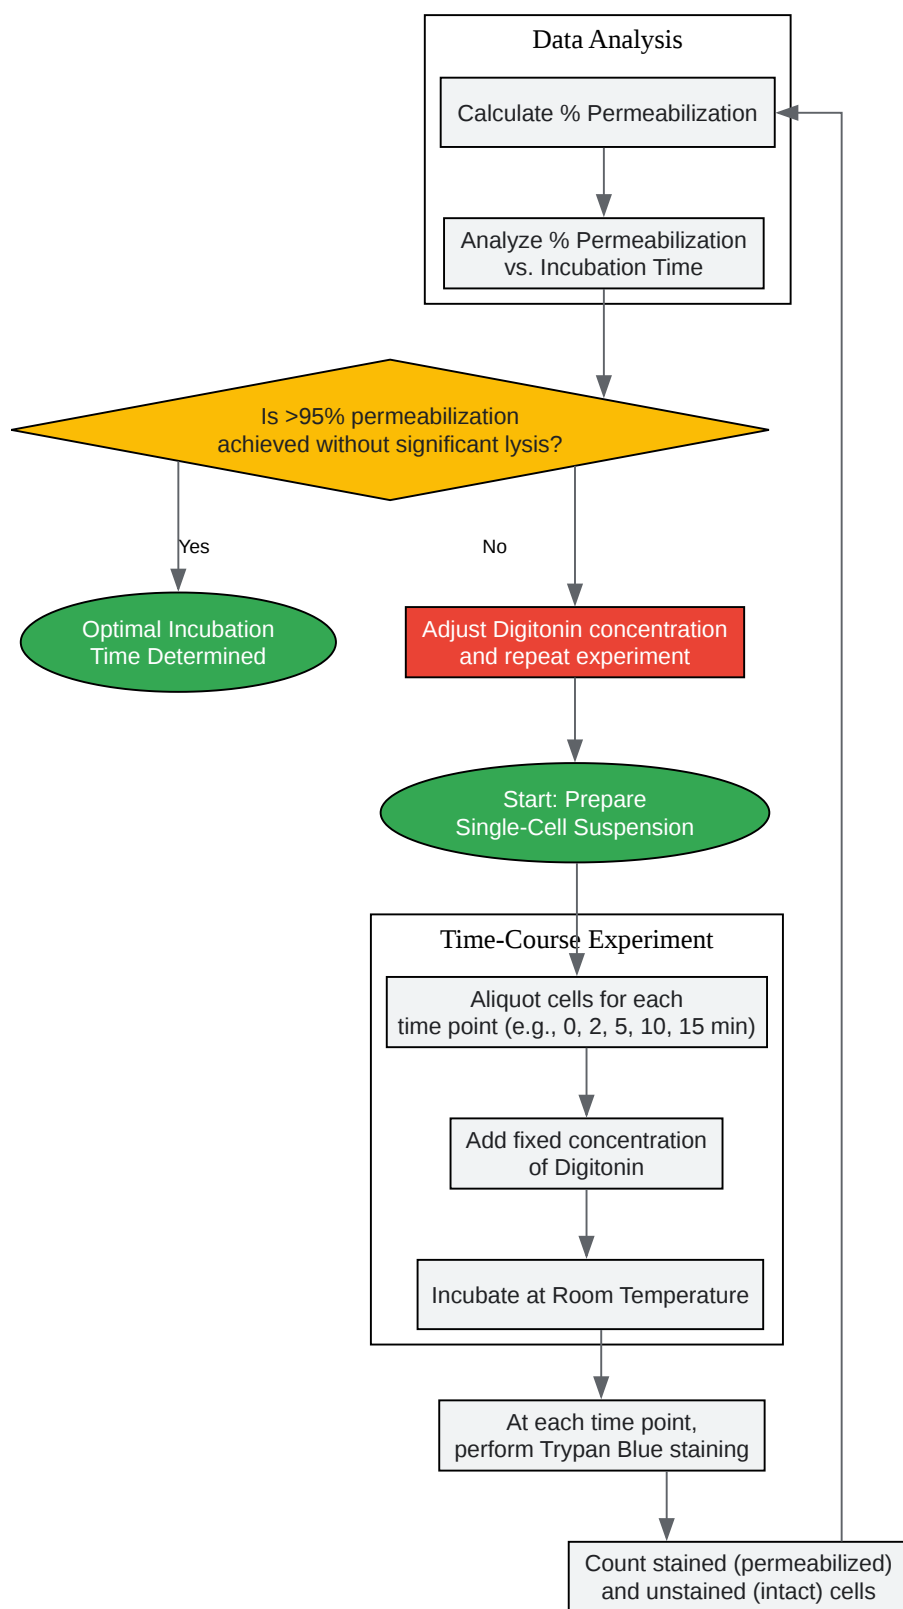 Data Analysis
Calculate % Permeabilization
Analyze % Permeabilization
vs. Incubation Time
Is >95% permeabilization
achieved without significant lysis?
Yes
No
Optimal Incubation
Time Determined
Adjust Digitonin concentration
and repeat experiment
Start: Prepare
Single-Cell Suspension
Time-Course Experiment
Aliquot cells for each
time point (e.g., 0, 2, 5, 10, 15 min)
Add fixed concentration
of Digitonin
Incubate at Room Temperature
At each time point,
perform Trypan Blue staining
Count stained (permeabilized)
and unstained (intact) cells